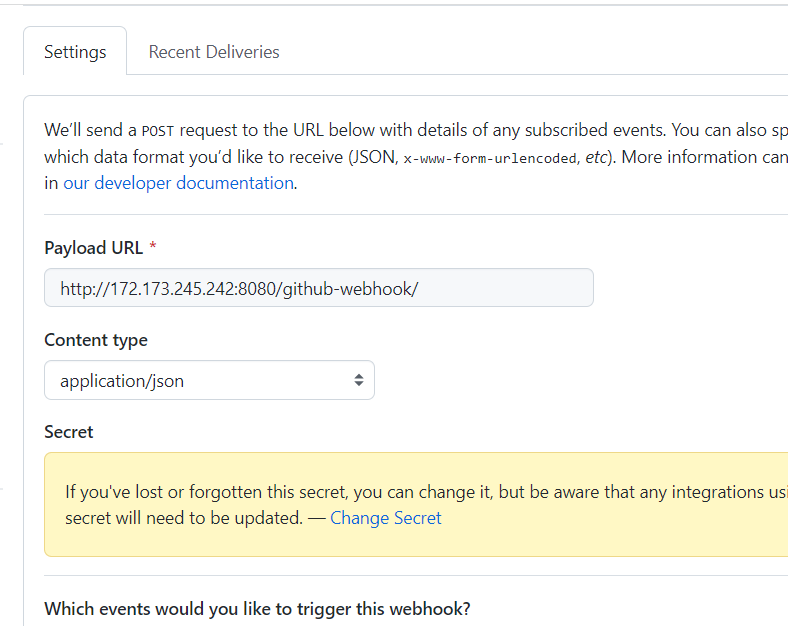 Settings
Recent Deliveries
We’ll send a POST request to the URL below with details of any subscribed events. You can also sp
which data format you’d like to receive (JSON, x-www-form-urlencoded, etc). More information can
in our developer documentation.
Payload URL *
http://172.173.245.242:8080/github-webhook/
Content type
application/json
Secret
If you've lost or forgotten this secret, you can change it, but be aware that any integrations usi
secret will need to be updated. — Change Secret
Which events would you like to trigger this webhook?